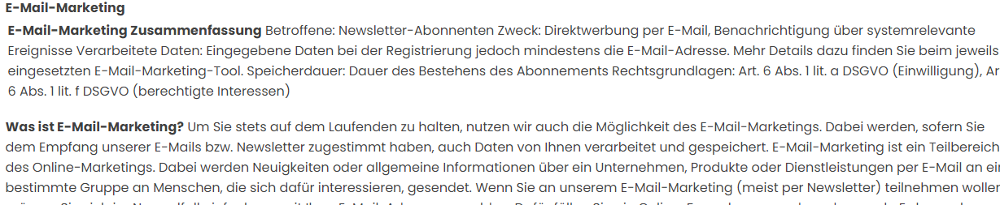 E-Mail-Marketing
E-Mail-Marketing Zusammenfassung Betroffene: Newsletter-Abonnenten Zweck: Direktwerbung per E-Mail, Benachrichtigung über systemrelevante
Ereignisse Verarbeitete Daten: Eingegebene Daten bei der Registrierung jedoch mindestens die E-Mail-Adresse. Mehr Details dazu finden Sie beim jeweils
eingesetzten E-Mail-Marketing-Tool. Speicherdauer: Dauer des Bestehens des Abonnements Rechtsgrundlagen: Art. 6 Abs. 1 lit. a DSGVO (Einwilligung), Ar
6 Abs. 1 lit. f DSGVO (berechtigte Interessen)
Was ist E-Mail-Marketing? Um Sie stets auf dem Laufenden zu halten, nutzen wir auch die Möglichkeit des E-Mail-Marketings. Dabei werden, sofern Sie
dem Empfang unserer E-Mails bzw. Newsletter zugestimmt haben, auch Daten von Ihnen verarbeitet und gespeichert. E-Mail-Marketing ist ein Teilbereich
des Online-Marketings. Dabei werden Neuigkeiten oder allgemeine Informationen über ein Unternehmen, Produkte oder Dienstleistungen per E-Mail an ei
bestimmte Gruppe an Menschen, die sich dafür interessieren, gesendet. Wenn Sie an unserem E-Mail-Marketing (meist per Newsletter) teilnehmen woller